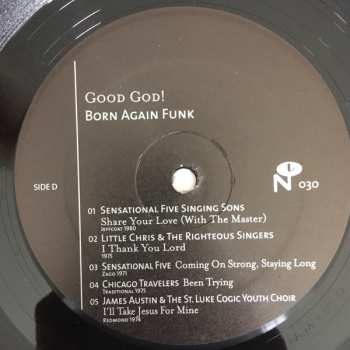 GOOD GOD!
BORN AGAIN FUNK
SIDE D
N 030
01 SENSATIONAL FIVE SINGING SONS
Share Your Love (With The Master)
JEFFCOAT 1980
02 LITTLE CHRIS & THE RIGHTEOUS SINGERS
I Thank You Lord
1975
03 SENSATIONAL FIVE Coming On Strong, Staying Long
ZAGO 1971
04 CHICAGO TRAVELERS Been Trying
TRADITIONAL 1975
05 JAMES AUSTIN & THE ST. LUKE COGIC YOUTH CHOIR
I'll Take Jesus For Mine
REDMOND 1974